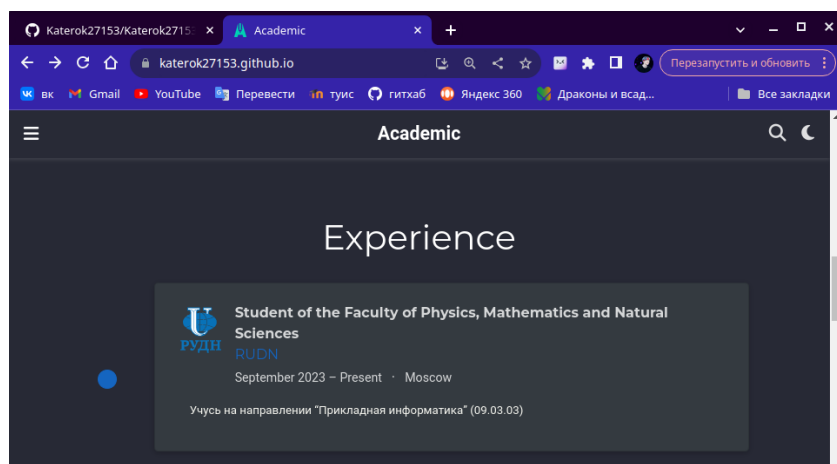 Katerok27153/Katerok2715
Academic
katerok27153.github.io
Перезапустить и обновить
вк Gmail YouTube Перевести туис гитхаб Яндекс 360 Драконы и всад... Все закладки
Academic
Experience
Student of the Faculty of Physics, Mathematics and Natural
Sciences
РУДН
RUDN
September 2023 – Present · Moscow
Учусь на направлении "Прикладная информатика" (09.03.03)